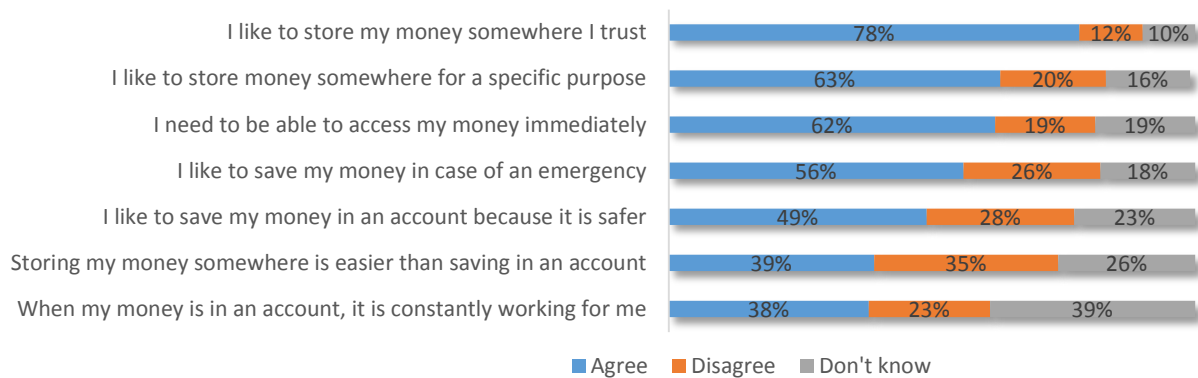 I like to store my money somewhere I trust 78% 12% 10%
I like to store money somewhere for a specific purpose 63% 20% 16%
I need to be able to access my money immediately 62% 19% 19%
I like to save my money in case of an emergency 56% 26% 18%
I like to save my money in an account because it is safer 49% 28% 23%
Storing my money somewhere is easier than saving in an account 39% 35% 26%
When my money is in an account, it is constantly working for me 38% 23% 39%
Agree Disagree Don't know